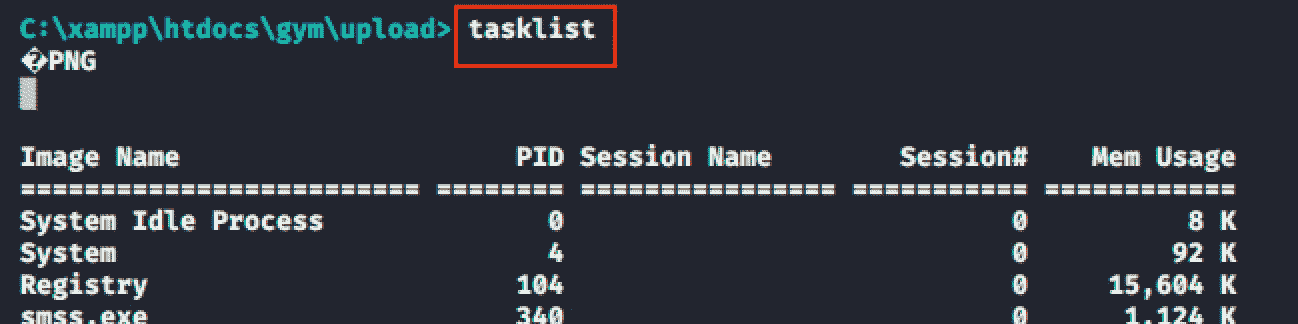 C:\xampp\htdocs\gym\upload> tasklist
�PNG
Image Name                     PID Session Name        Session#    Mem Usage
========================= ======== ================ =========== ============
System Idle Process              0                            0          8 K
System                           4                            0         92 K
Registry                       104                            0     15,604 K
smss.exe                       340                            0      1,124 K